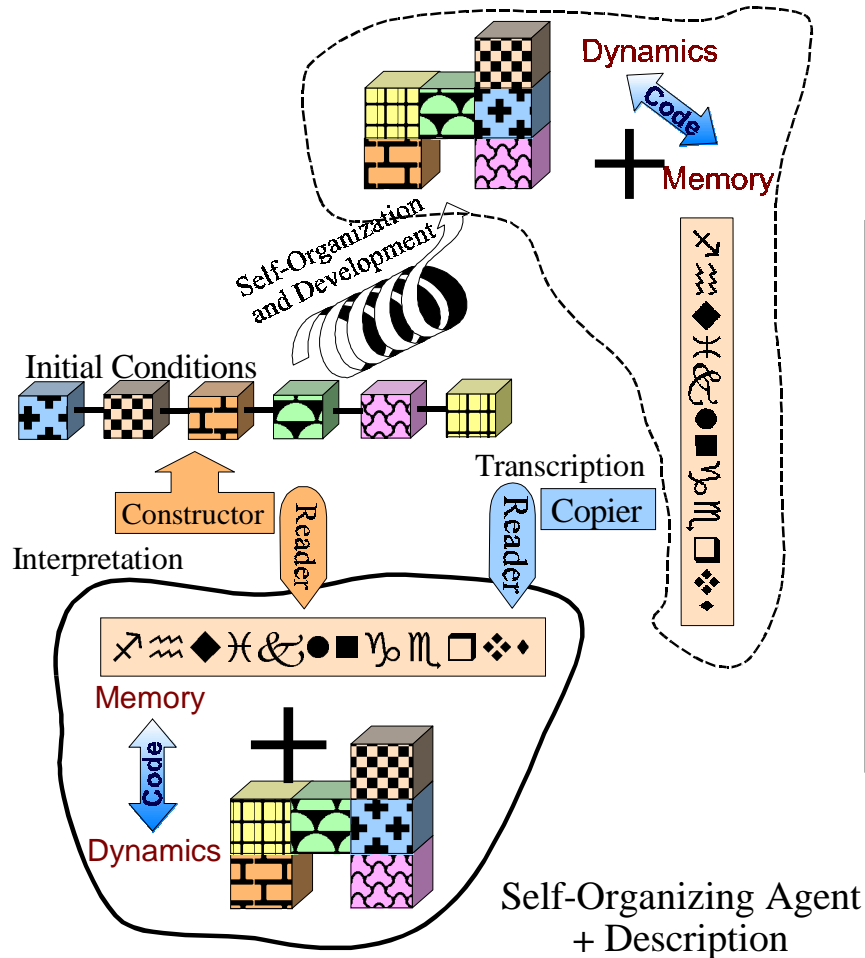 Dynamics
Code
Memory
Self-Organization
and Development
Initial Conditions
Transcription
Constructor
Reader
Reader
Copier
Interpretation
♐♒◆♓🙰●■♑♏❒❖⬧
♐♒◆♓🙰●■♑♏❒❖⬧
Memory
Code
Dynamics
Self-Organizing Agent
+ Description